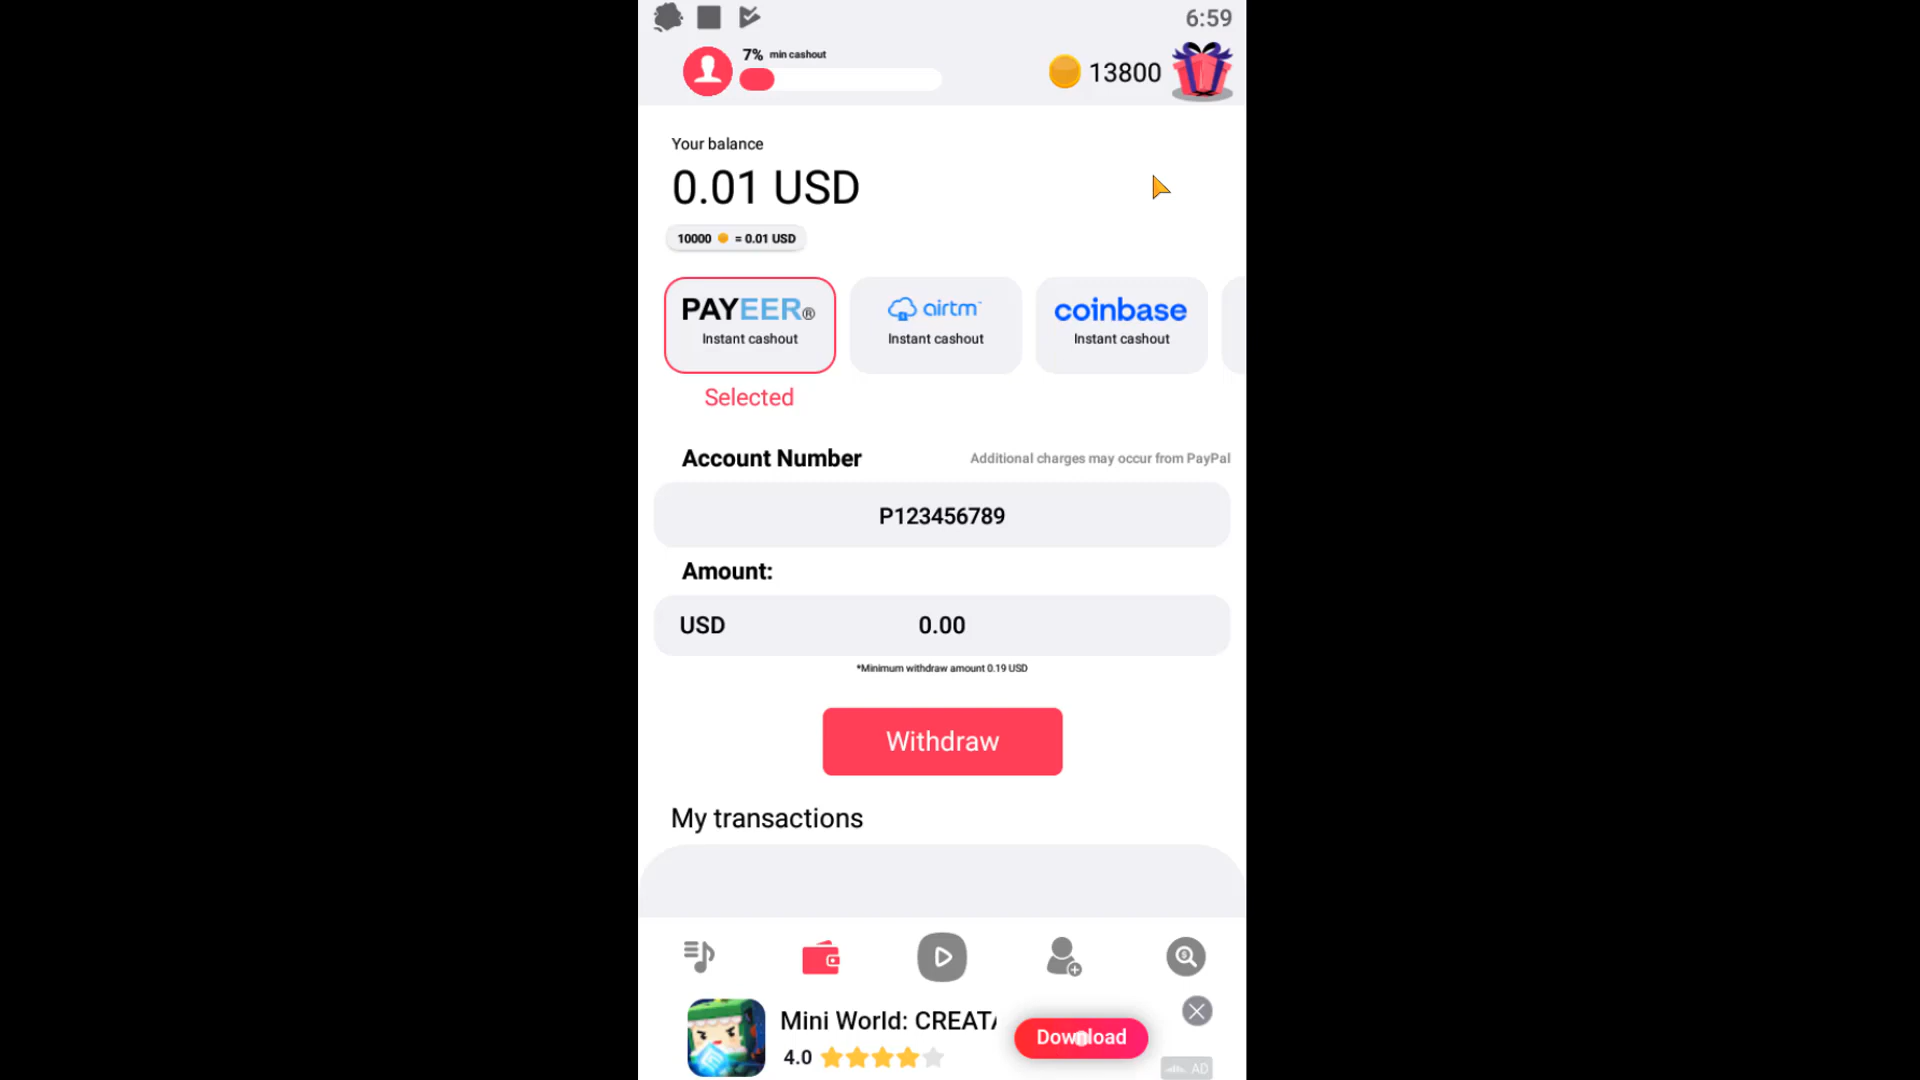 6:59
7% min cashout
13800
Your balance
0.01 USD
10000 = 0.01 USD
PAYEER®
Instant cashout
airtm
Instant cashout
coinbase
Instant cashout
Selected
Account Number
Additional charges may occur from PayPal
P123456789
Amount:
USD 0.00
*Minimum withdraw amount 0.19 USD
Withdraw
My transactions
Mini World: CREATA
4.0
Download
AD